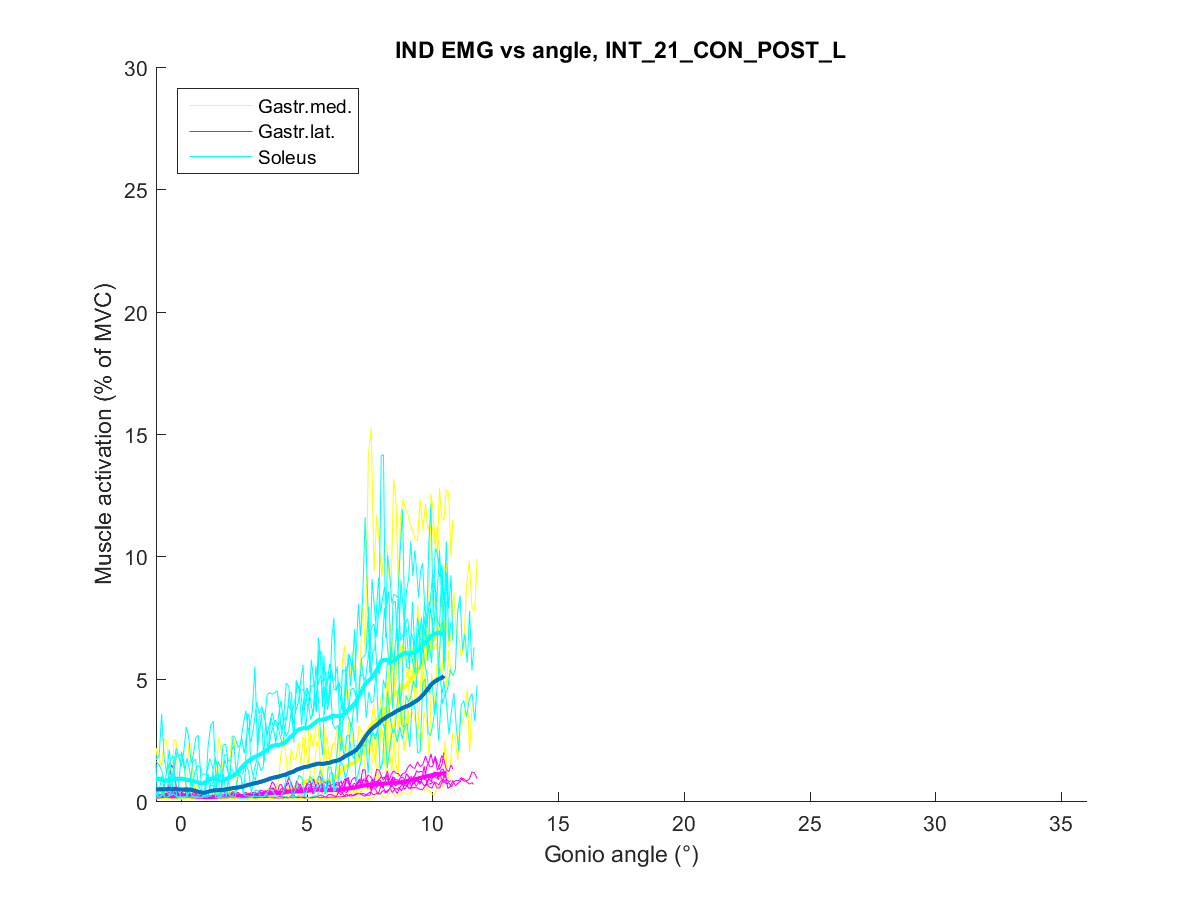 IND EMG vs angle, INT_21_CON_POST_L
30
25
20
15
10
5
0
Gastr.med.
Gastr.lat.
Soleus
Muscle activation (% of MVC)
0 5 10 15 20 25 30 35
Gonio angle (°)